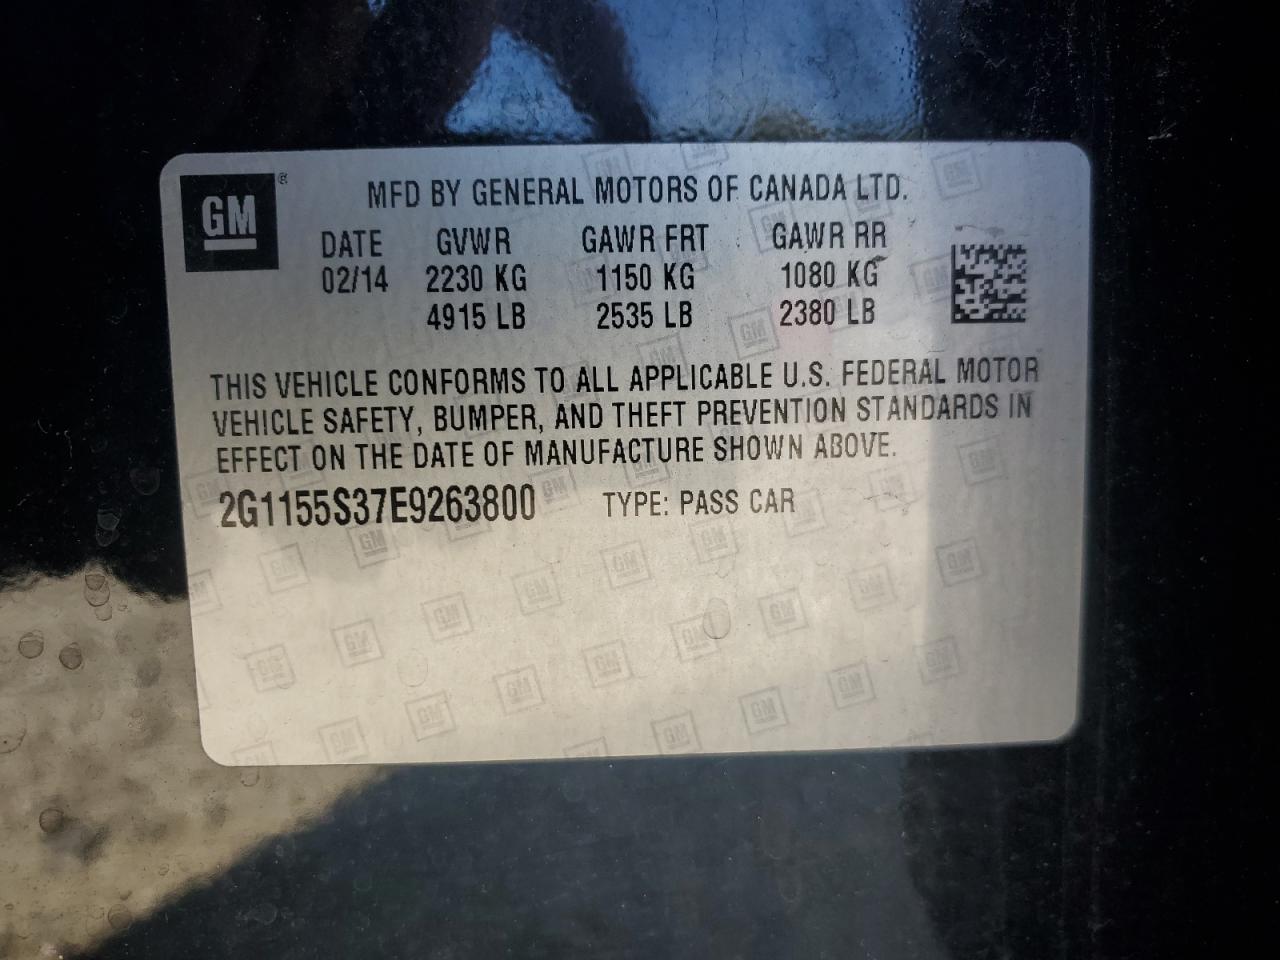 GM ®
MFD BY GENERAL MOTORS OF CANADA LTD.
DATE GVWR GAWR FRT GAWR RR
02/14 2230 KG 1150 KG 1080 KG
4915 LB 2535 LB 2380 LB
THIS VEHICLE CONFORMS TO ALL APPLICABLE U.S. FEDERAL MOTOR
VEHICLE SAFETY, BUMPER, AND THEFT PREVENTION STANDARDS IN
EFFECT ON THE DATE OF MANUFACTURE SHOWN ABOVE.
2G1155S37E9263800 TYPE: PASS CAR